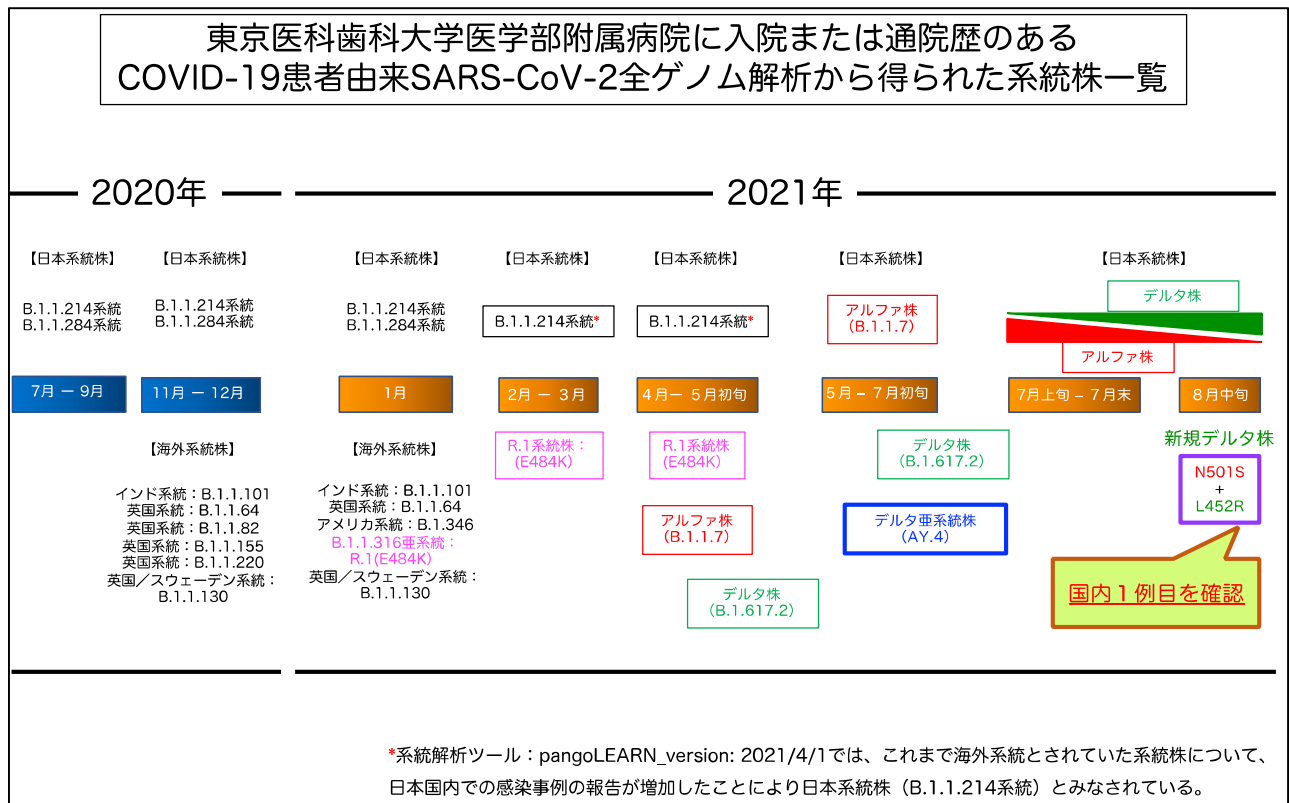 東京医科歯科大学医学部附属病院に入院または通院歴のある
COVID-19患者由来SARS-CoV-2全ゲノム解析から得られた系統株一覧
2020年
2021年
【日本系統株】
B.1.1.214系統
B.1.1.284系統
7月 ー 9月
【日本系統株】
B.1.1.214系統
B.1.1.284系統
11月 ー 12月
【海外系統株】
インド系統：B.1.1.101
英国系統：B.1.1.64
英国系統：B.1.1.82
英国系統：B.1.1.155
英国系統：B.1.1.220
英国／スウェーデン系統：
B.1.1.130
【日本系統株】
B.1.1.214系統
B.1.1.284系統
1月
【海外系統株】
インド系統：B.1.1.101
英国系統：B.1.1.64
アメリカ系統：B.1.346
B.1.1.316亜系統：
R.1(E484K)
英国／スウェーデン系統：
B.1.1.130
【日本系統株】
B.1.1.214系統*
2月 ー 3月
R.1系統株：
(E484K)
【日本系統株】
B.1.1.214系統*
4月ー 5月初旬
R.1系統株
(E484K)
アルファ株
(B.1.1.7)
デルタ株
(B.1.617.2)
【日本系統株】
アルファ株
(B.1.1.7)
5月 – 7月初旬
デルタ株
(B.1.617.2)
デルタ亜系統株
(AY.4)
【日本系統株】
デルタ株
アルファ株
7月上旬 – 7月末
8月中旬
新規デルタ株
N501S
+
L452R
国内１例目を確認
*系統解析ツール：pangoLEARN_version: 2021/4/1では、これまで海外系統とされていた系統株について、
日本国内での感染事例の報告が増加したことにより日本系統株（B.1.1.214系統）とみなされている。